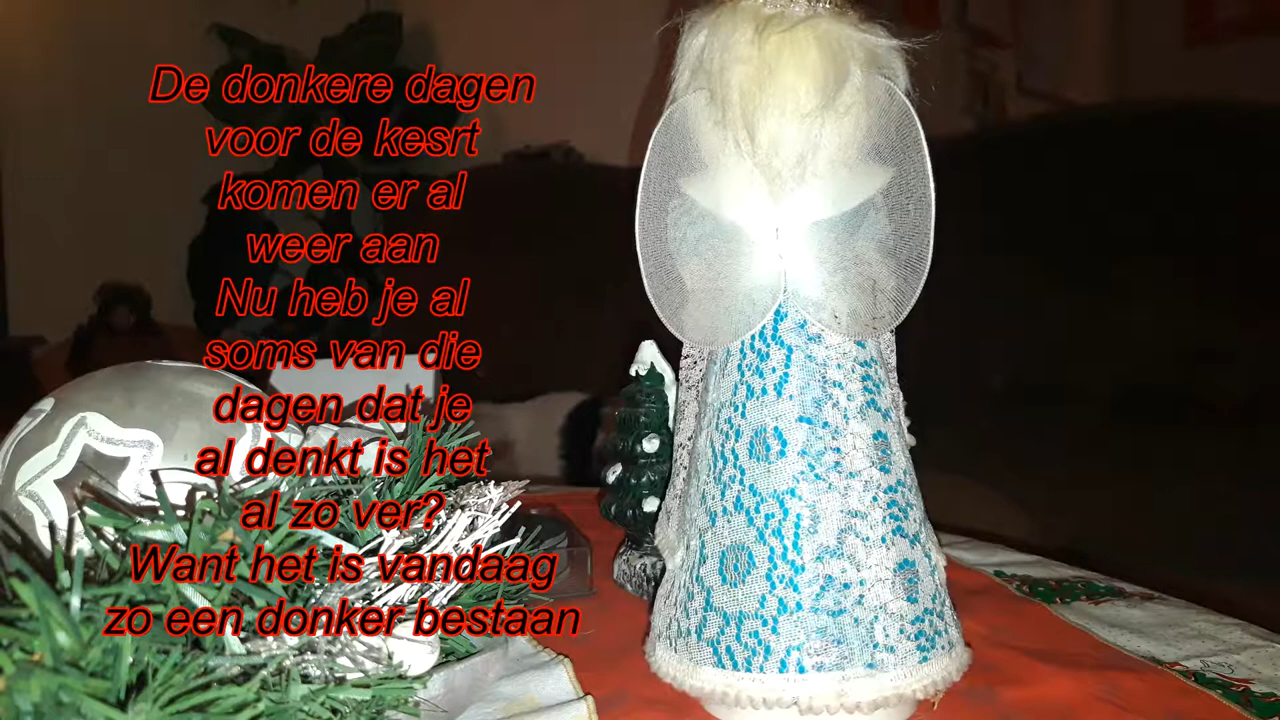 De donkere dagen
voor de kesrt
komen er al
weer aan
Nu heb je al
soms van die
dagen dat je
al denkt is het
al zo ver?
Want het is vandaag
zo een donker bestaan